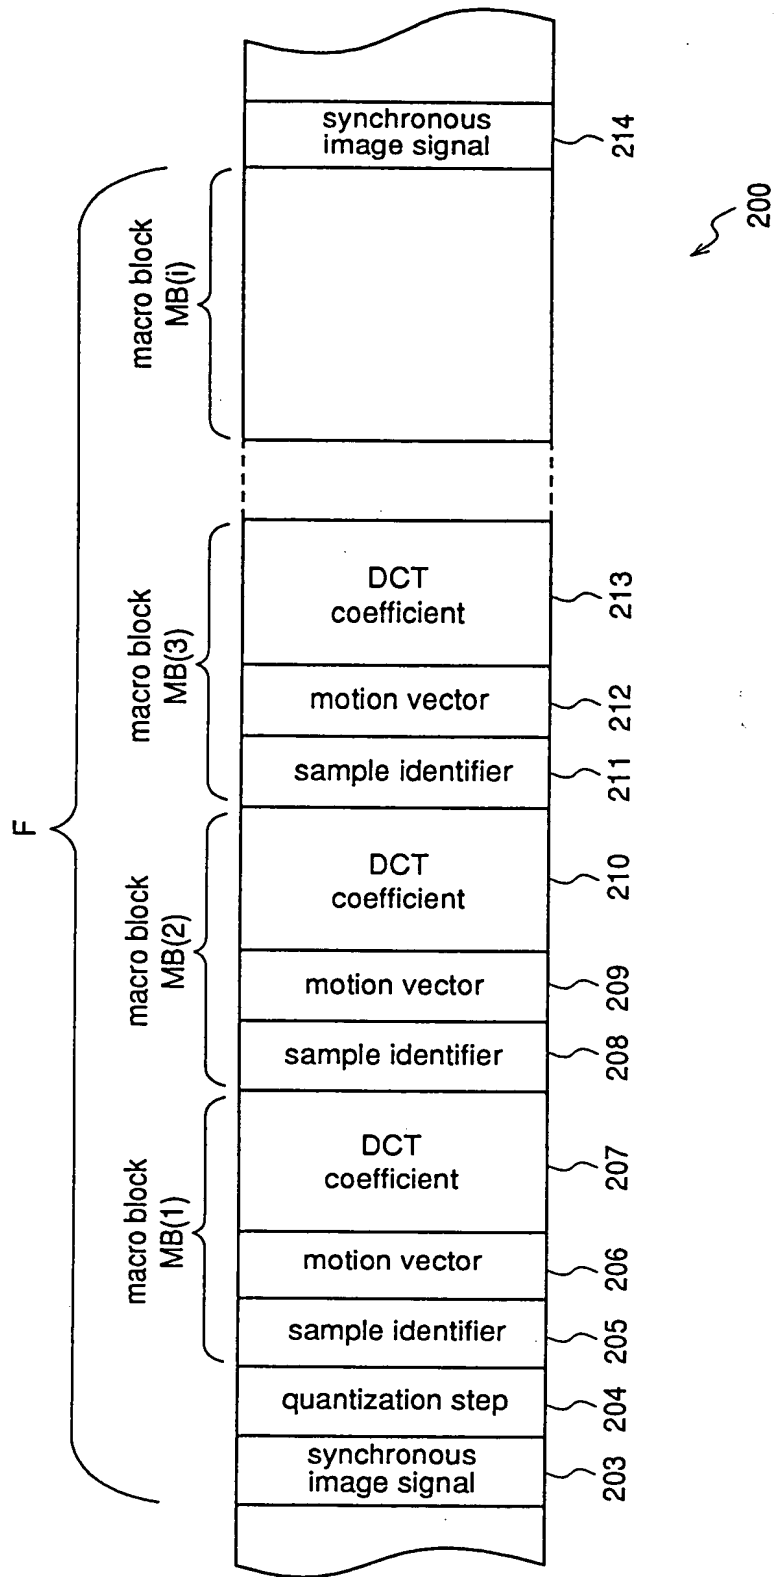 F
macro block
MB(1)
macro block
MB(2)
macro block
MB(3)
macro block
MB(i)
synchronous
image signal
quantization step
sample identifier
motion vector
DCT
coefficient
sample identifier
motion vector
DCT
coefficient
sample identifier
motion vector
DCT
coefficient
synchronous
image signal
203
204
205
206
207
208
209
210
211
212
213
214
200